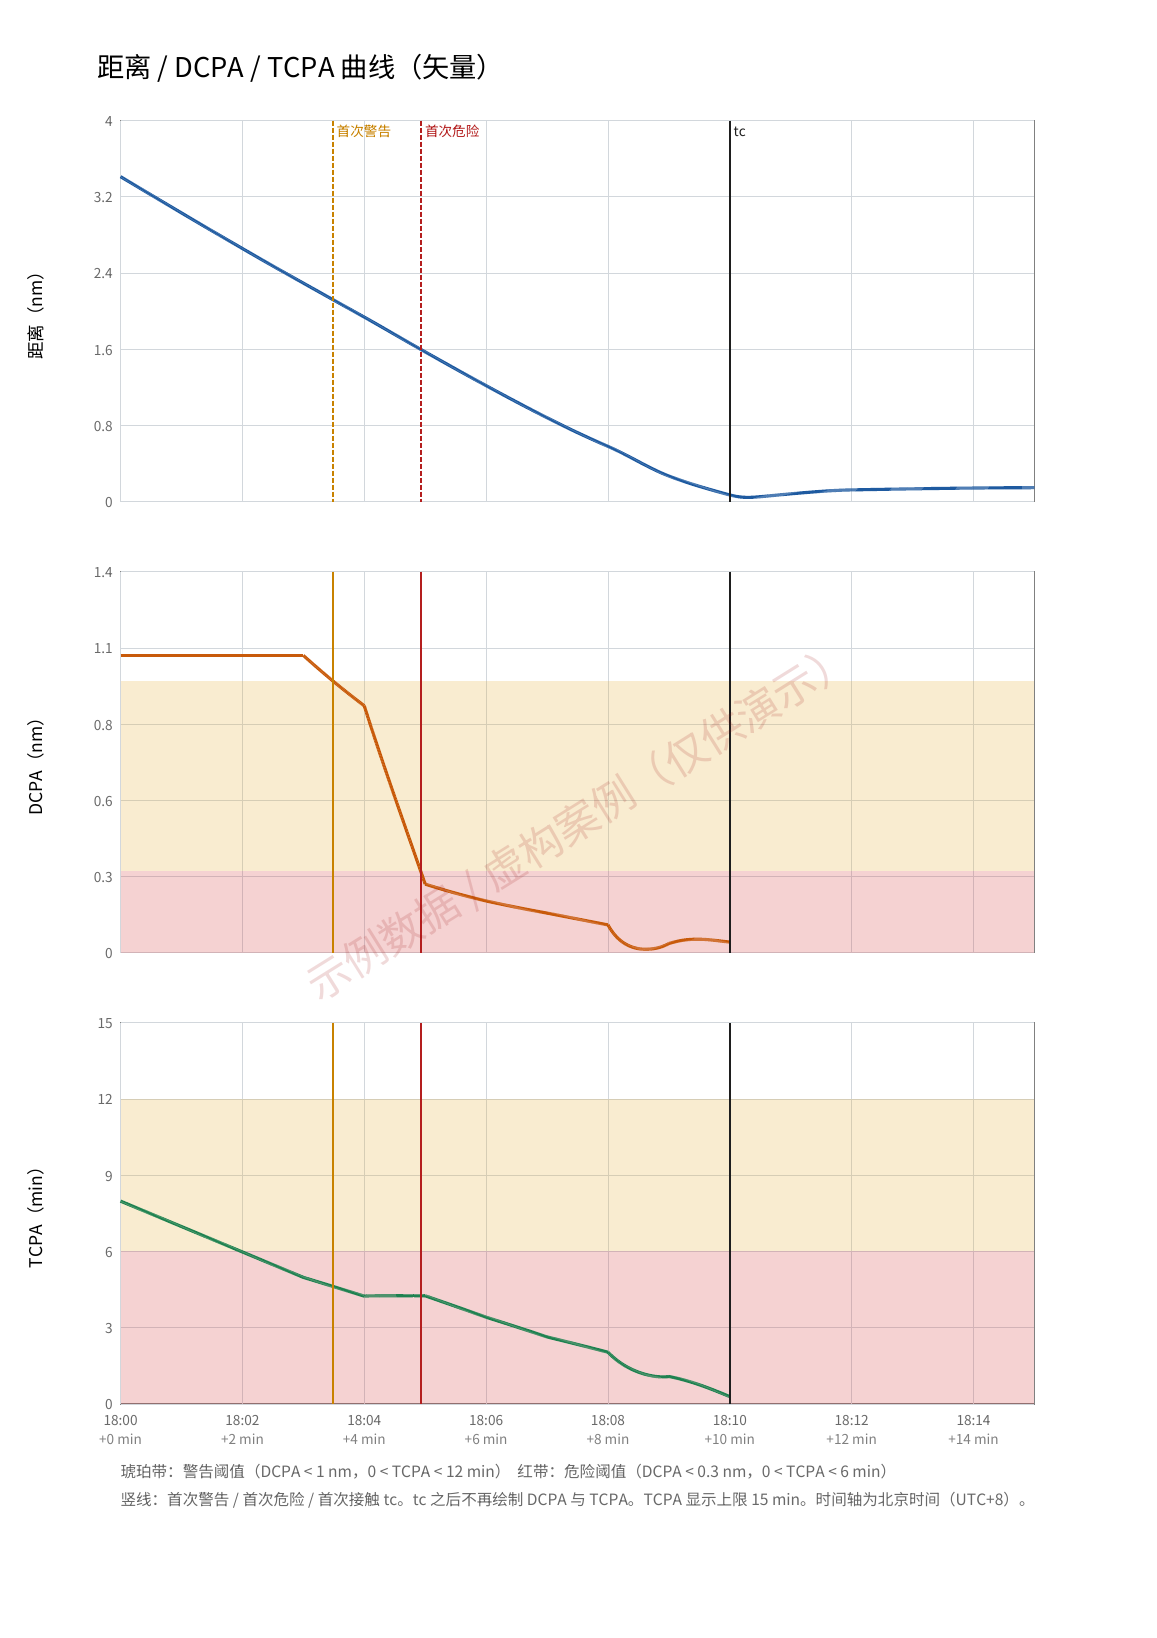 距离 / DCPA / TCPA 曲线（矢量）
4
首次警告
首次危险
tc
3.2
2.4
1.6
0.8
0
距离（nm）
1.4
1.1
0.8
0.6
0.3
0
DCPA（nm）
示例数据 / 虚构案例（仅供演示）
15
12
9
6
3
0
TCPA（min）
18:00 18:02 18:04 18:06 18:08 18:10 18:12 18:14
+0 min +2 min +4 min +6 min +8 min +10 min +12 min +14 min
琥珀带：警告阈值（DCPA < 1 nm，0 < TCPA < 12 min） 红带：危险阈值（DCPA < 0.3 nm，0 < TCPA < 6 min）
竖线：首次警告 / 首次危险 / 首次接触 tc。tc 之后不再绘制 DCPA 与 TCPA。TCPA 显示上限 15 min。时间轴为北京时间（UTC+8）。